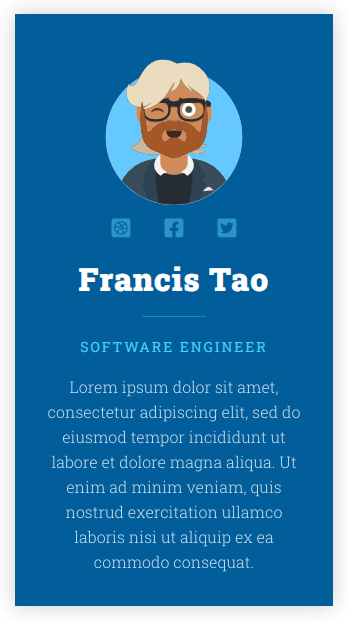 Francis Tao
SOFTWARE ENGINEER
Lorem ipsum dolor sit amet,
consectetur adipiscing elit, sed do
eiusmod tempor incididunt ut
labore et dolore magna aliqua. Ut
enim ad minim veniam, quis
nostrud exercitation ullamco
laboris nisi ut aliquip ex ea
commodo consequat.